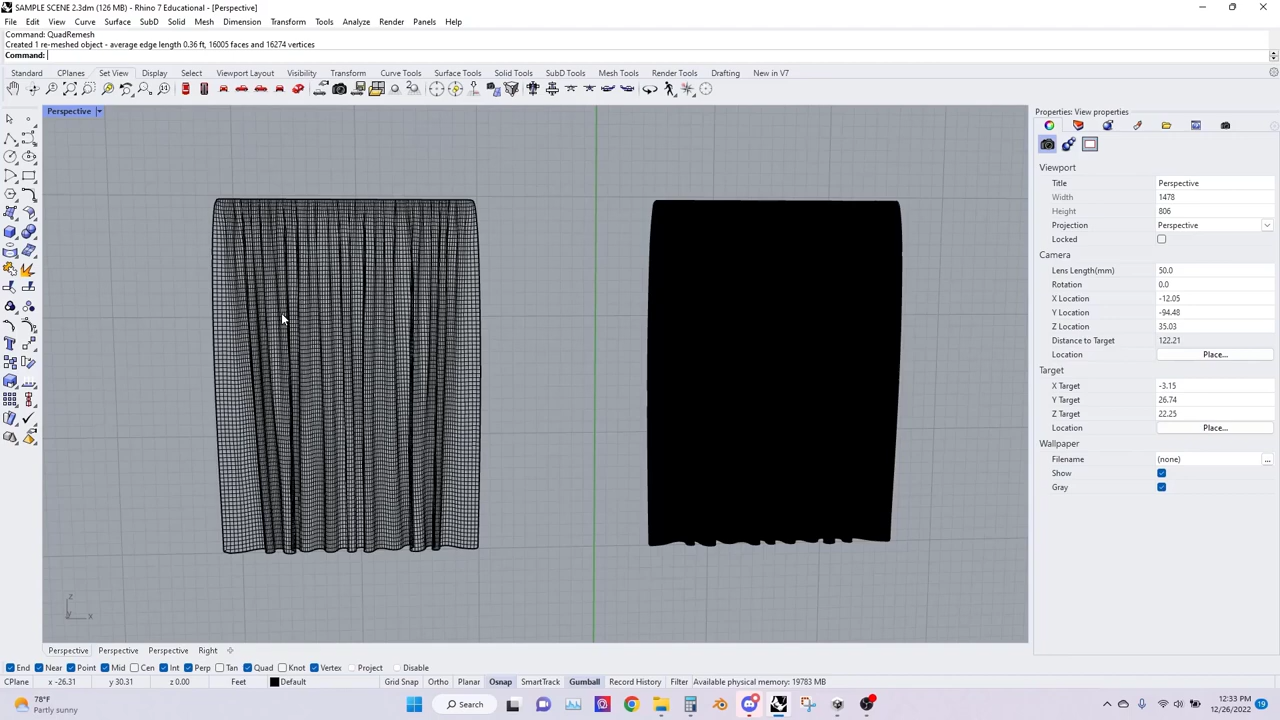 SAMPLE SCENE 2.3dm (126 MB) - Rhino 7 Educational - [Perspective]
File Edit View Curve Surface SubD Solid Mesh Dimension Transform Tools Analyze Render Panels Help
Command: QuadRemesh
Created 1 re-meshed object - average edge length 0.36 ft, 16005 faces and 16274 vertices
Command:
Standard CPlanes Set View Display Select Viewport Layout Visibility Transform Curve Tools Surface Tools Solid Tools SubD Tools Mesh Tools Render Tools Drafting New in V7
Perspective
Properties: View properties
Viewport
Title Perspective
Width 1478
Height 806
Projection Perspective
Locked
Camera
Lens Length(mm) 50.0
Rotation 0.0
X Location -12.05
Y Location -94.48
Z Location 35.03
Distance to Target 122.21
Location Place...
Target
X Target -3.15
Y Target 26.74
Z Target 22.25
Location Place...
Wallpaper
Filename (none) ...
Show
Gray
z
y x
Perspective Perspective Perspective Right
End Near Point Mid Cen Int Perp Tan Quad Knot Vertex Project Disable
CPlane x -26.31 y 30.31 z 0.00 Feet Default Grid Snap Ortho Planar Osnap SmartTrack Gumball Record History Filter Available physical memory: 19783 MB
78°F
Partly sunny
Search
12:33 PM
12/26/2022
19